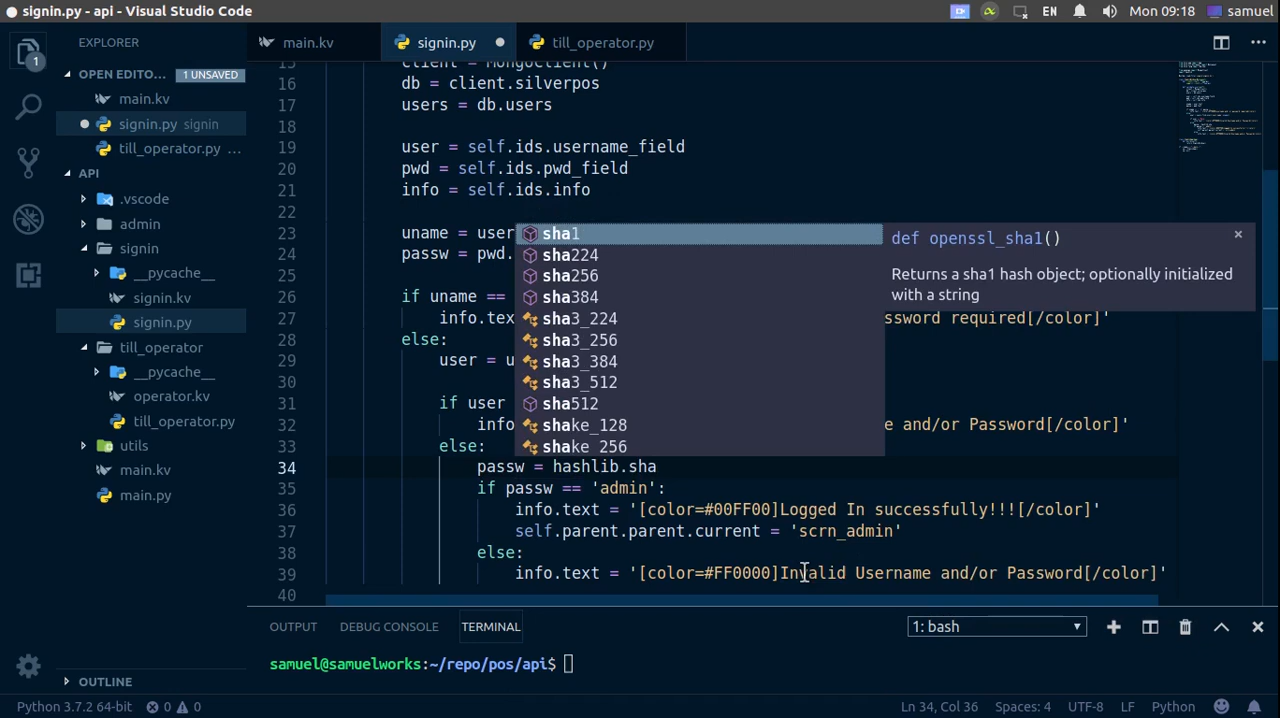 signin.py - api - Visual Studio Code
EN
Mon 09:18
samuel
EXPLORER
main.kv
signin.py
till_operator.py
1
OPEN EDITO...
1 UNSAVED
main.kv
signin.py signin
till_operator.py ...
API
.vscode
admin
signin
__pycache__
signin.kv
signin.py
till_operator
__pycache__
operator.kv
till_operator.py
utils
main.kv
main.py
OUTLINE
15 client = MongoClient()
16 db = client.silverpos
17 users = db.users
18
19 user = self.ids.username_field
20 pwd = self.ids.pwd_field
21 info = self.ids.info
22
23 uname = user
24 passw = pwd.
25
26 if uname ==
27 info.tex ssword required[/color]'
28 else:
29 user = u
30
31 if user
32 info e and/or Password[/color]'
33 else:
34 passw = hashlib.sha
35 if passw == 'admin':
36 info.text = '[color=#00FF00]Logged In successfully!!![/color]'
37 self.parent.parent.current = 'scrn_admin'
38 else:
39 info.text = '[color=#FF0000]Invalid Username and/or Password[/color]'
40
sha1
sha224
sha256
sha384
sha3_224
sha3_256
sha3_384
sha3_512
sha512
shake_128
shake_256
def openssl_sha1()
Returns a sha1 hash object; optionally initialized
with a string
OUTPUT
DEBUG CONSOLE
TERMINAL
1: bash
samuel@samuelworks:~/repo/pos/api$
Python 3.7.2 64-bit
0
0
Ln 34, Col 36
Spaces: 4
UTF-8
LF
Python